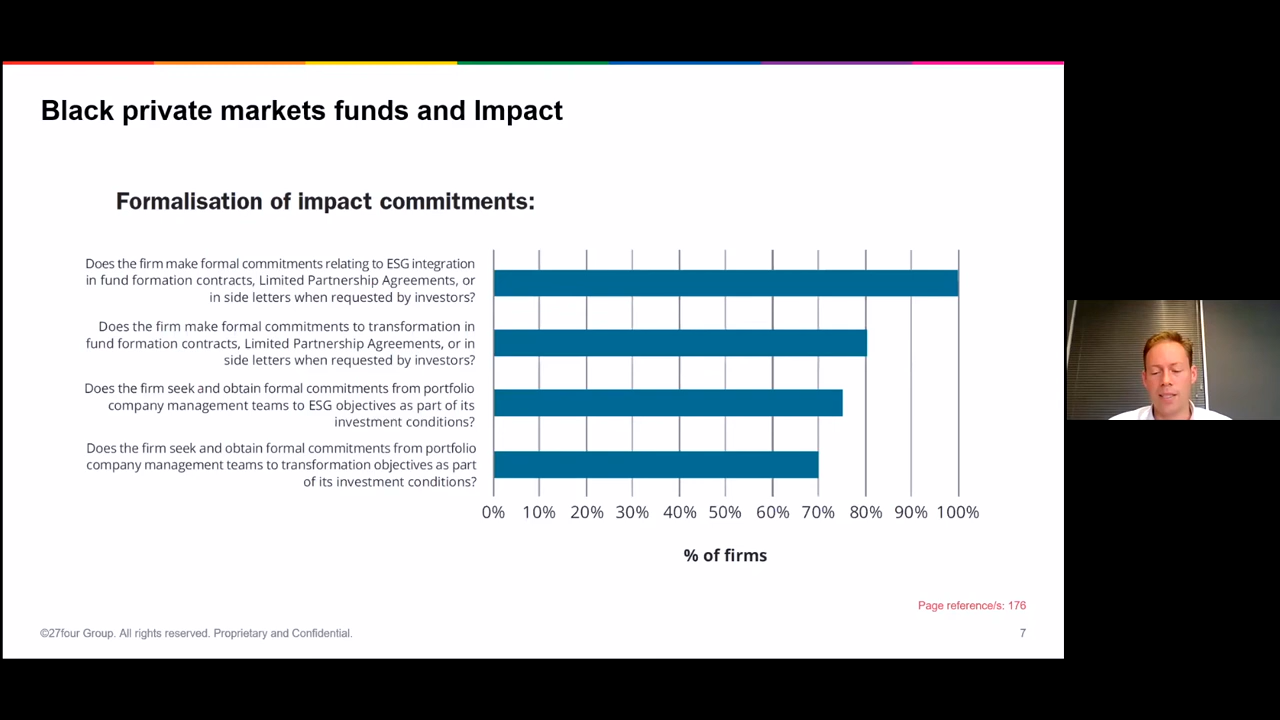 Black private markets funds and Impact
Formalisation of impact commitments:
Does the firm make formal commitments relating to ESG integration
in fund formation contracts, Limited Partnership Agreements, or
in side letters when requested by investors?
Does the firm make formal commitments to transformation in
fund formation contracts, Limited Partnership Agreements, or in
side letters when requested by investors?
Does the firm seek and obtain formal commitments from portfolio
company management teams to ESG objectives as part of its
investment conditions?
Does the firm seek and obtain formal commitments from portfolio
company management teams to transformation objectives as part
of its investment conditions?
0% 10% 20% 30% 40% 50% 60% 70% 80% 90% 100%
% of firms
Page reference/s: 176
©27four Group. All rights reserved. Proprietary and Confidential.
7